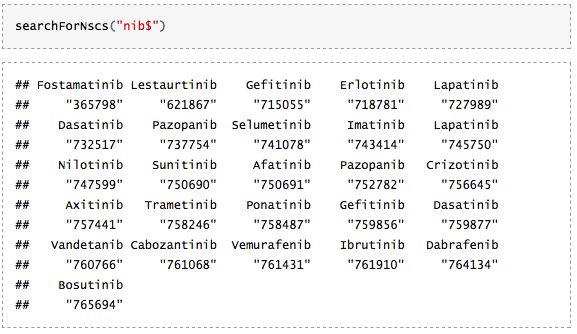 searchForNscs("nib$")
## Fostamatinib Lestaurtinib    Gefitinib    Erlotinib    Lapatinib
##     "365798"     "621867"     "715055"     "718781"     "727989"
##    Dasatinib    Pazopanib  Selumetinib     Imatinib    Lapatinib
##     "732517"     "737754"     "741078"     "743414"     "745750"
##    Nilotinib    Sunitinib     Afatinib    Pazopanib   Crizotinib
##     "747599"     "750690"     "750691"     "752782"     "756645"
##     Axitinib   Trametinib    Ponatinib    Gefitinib    Dasatinib
##     "757441"     "758246"     "758487"     "759856"     "759877"
##   Vandetanib Cabozantinib  Vemurafenib    Ibrutinib   Dabrafenib
##     "760766"     "761068"     "761431"     "761910"     "764134"
##    Bosutinib
##     "765694"